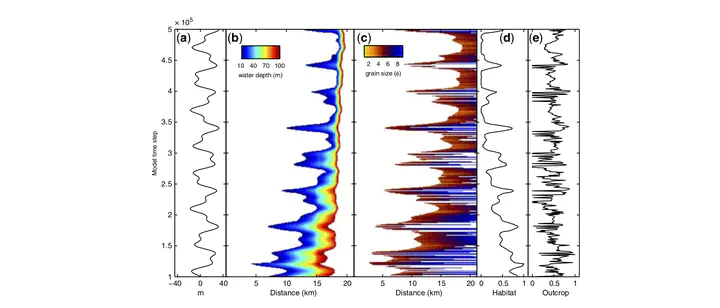 × 10⁵
(a) (b) (c) (d) (e)
5
4.5
4
3.5
3
2.5
2
1.5
1
Model time step
10 40 70 100
water depth (m)
2 4 6 8
grain size (ϕ)
−40 0 40 5 10 15 20 5 10 15 20 0 0.5 1 0 0.5 1
m Distance (km) Distance (km) Habitat Outcrop